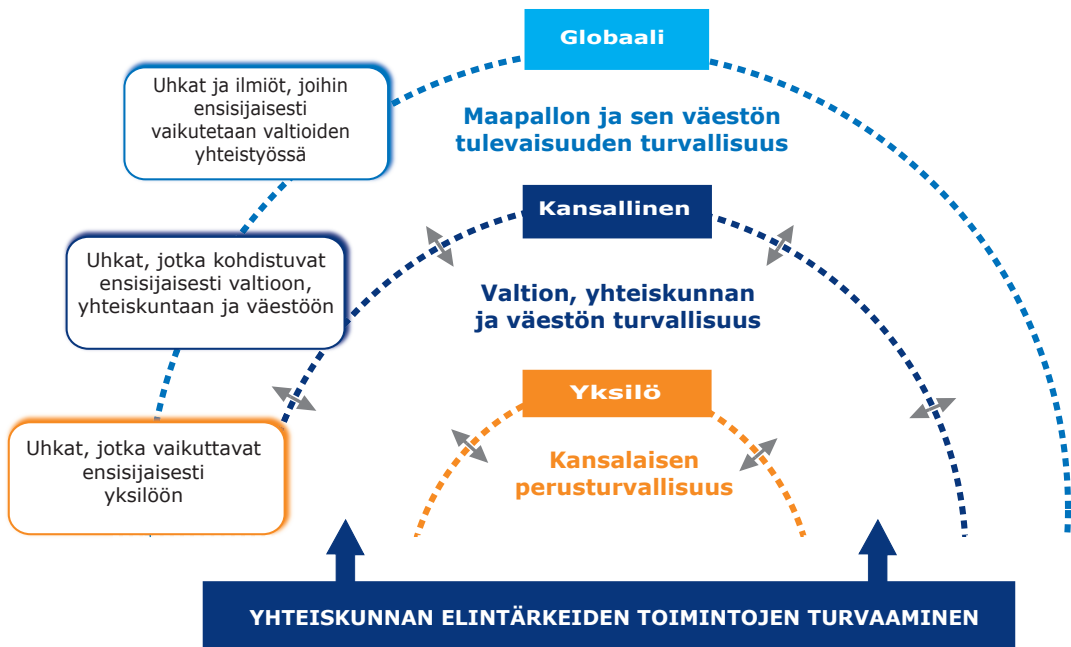 Globaali
Uhkat ja ilmiöt, joihin
ensisijaisesti
vaikutetaan valtioiden
yhteistyössä
Maapallon ja sen väestön
tulevaisuuden turvallisuus
Kansallinen
Uhkat, jotka kohdistuvat
ensisijaisesti valtioon,
yhteiskuntaan ja väestöön
Valtion, yhteiskunnan
ja väestön turvallisuus
Yksilö
Uhkat, jotka vaikuttavat
ensisijaisesti
yksilöön
Kansalaisen
perusturvallisuus
YHTEISKUNNAN ELINTÄRKEIDEN TOIMINTOJEN TURVAAMINEN